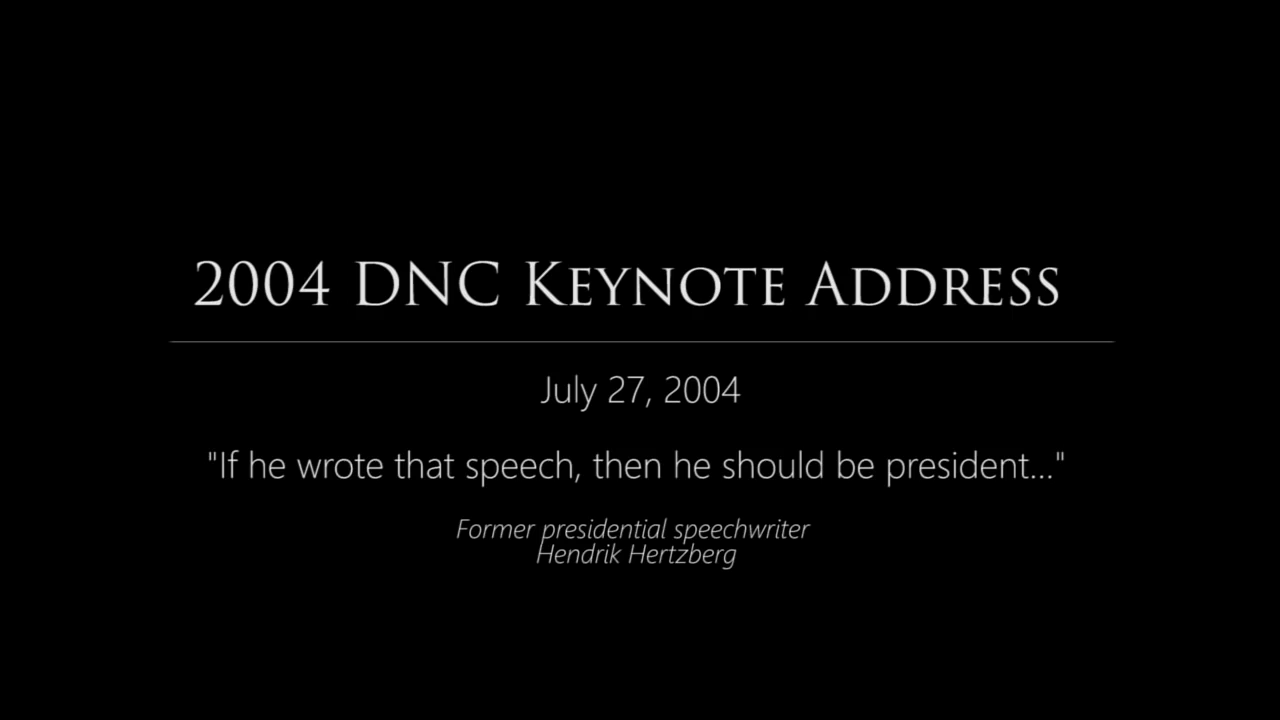 2004 DNC Keynote Address
July 27, 2004
"If he wrote that speech, then he should be president..."
Former presidential speechwriter
Hendrik Hertzberg